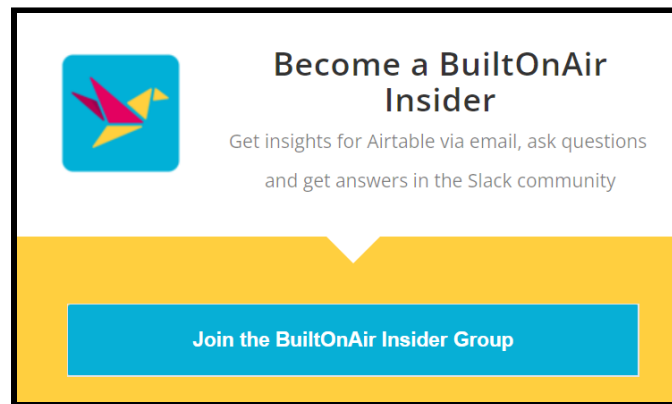 Become a BuiltOnAir
Insider
Get insights for Airtable via email, ask questions
and get answers in the Slack community
Join the BuiltOnAir Insider Group